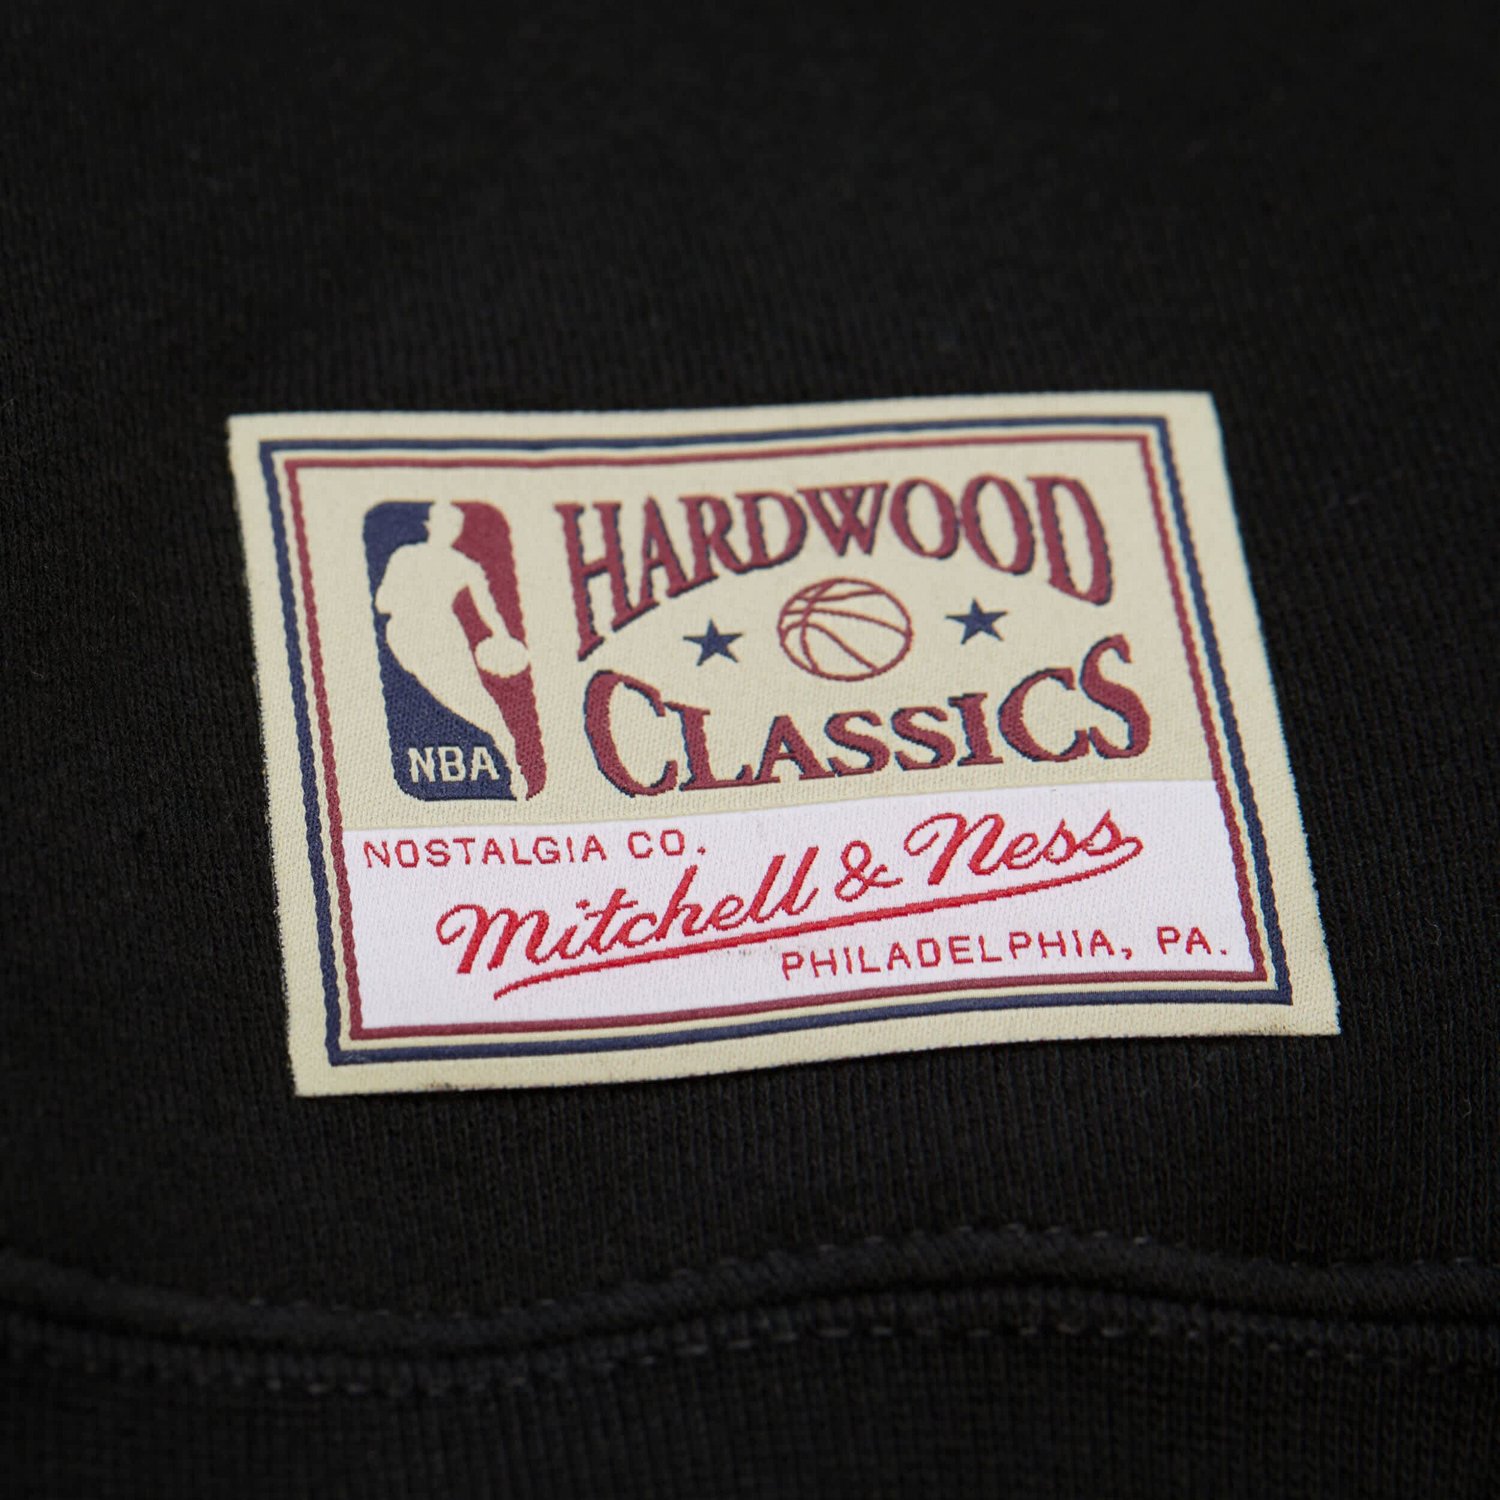 HARDWOOD
CLASSICS
NBA
NOSTALGIA CO.
Mitchell & Ness
PHILADELPHIA, PA.